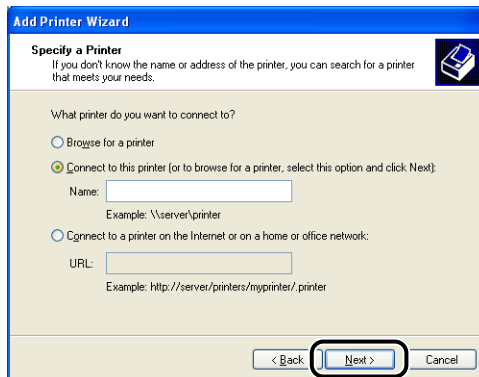 Add Printer Wizard
Specify a Printer
If you don't know the name or address of the printer, you can search for a printer
that meets your needs.
What printer do you want to connect to?
Browse for a printer
Connect to this printer (or to browse for a printer, select this option and click Next):
Name:
Example: \\server\printer
Connect to a printer on the Internet or on a home or office network:
URL:
Example: http://server/printers/myprinter/.printer
< Back Next > Cancel